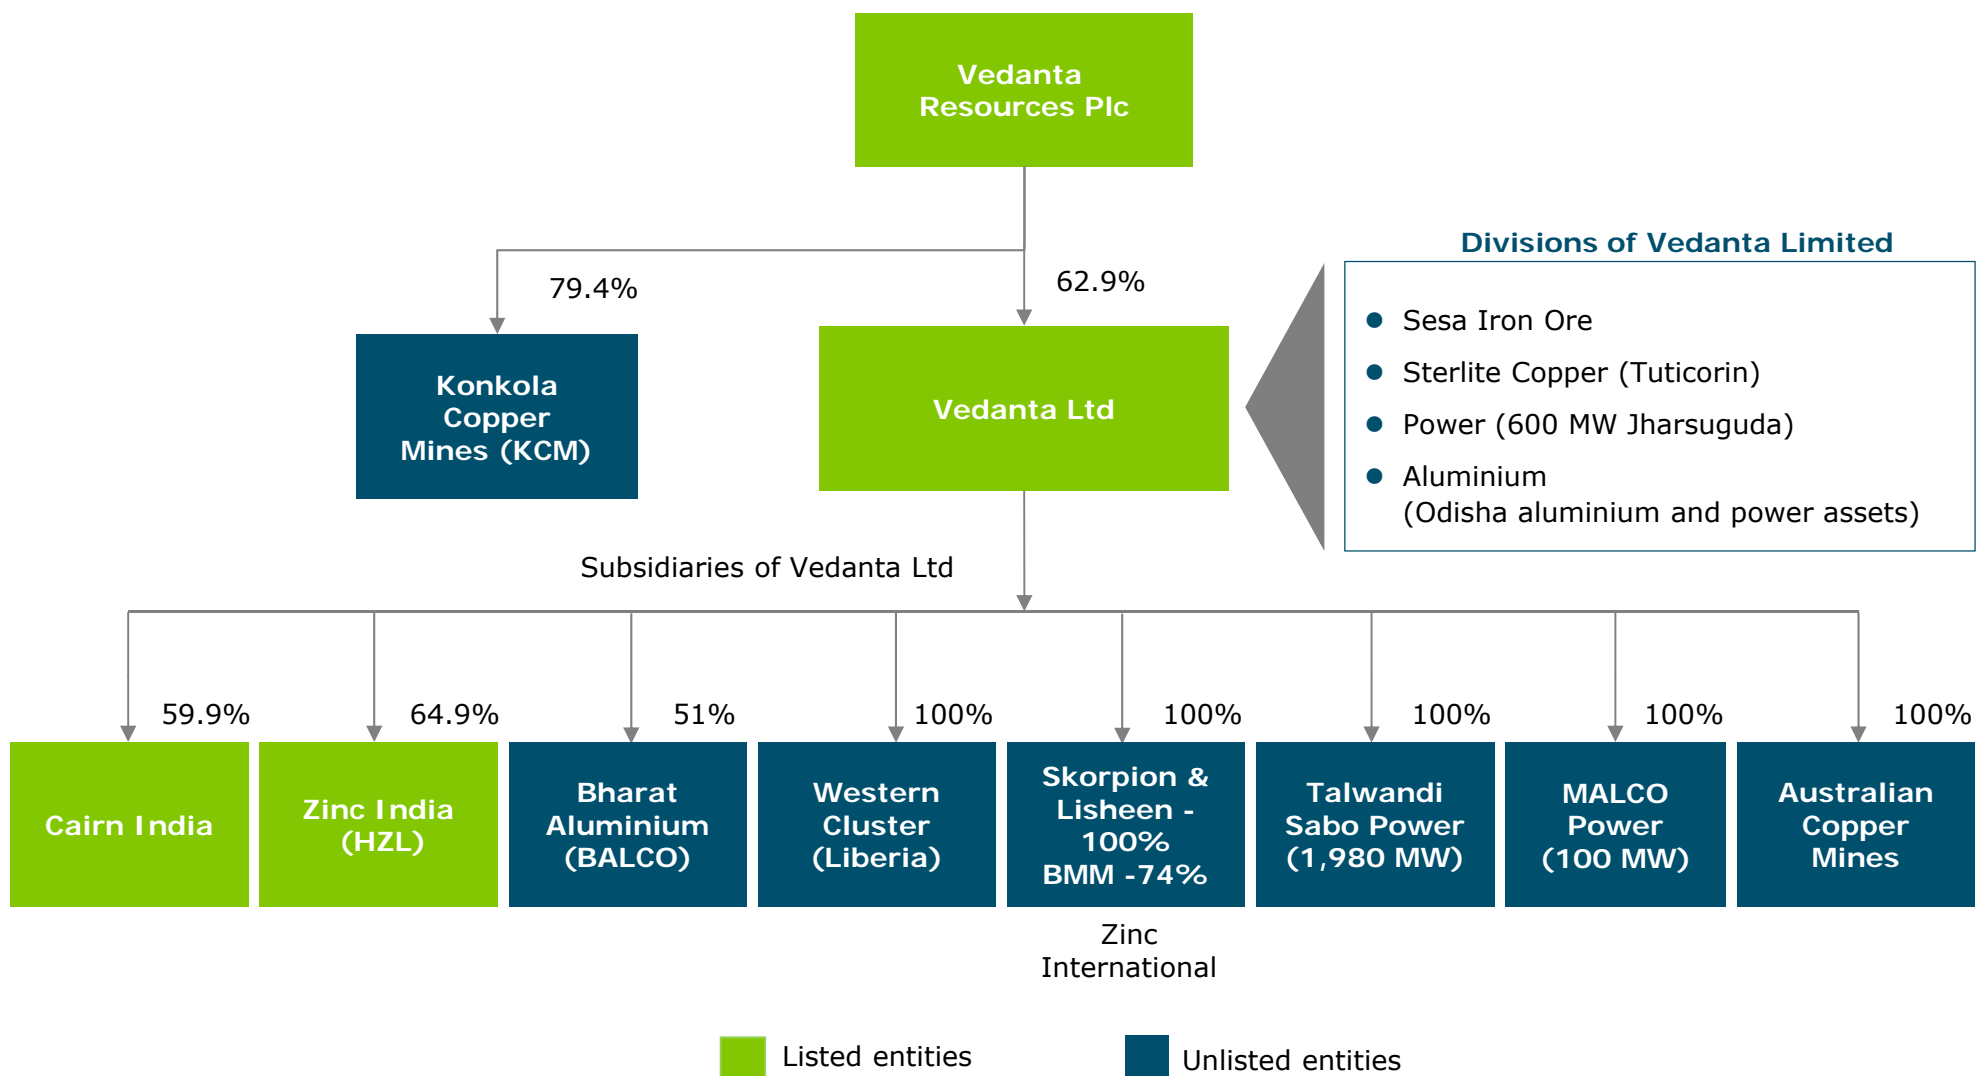 Vedanta
Resources Plc
Divisions of Vedanta Limited
79.4%
62.9%
Sesa Iron Ore
Sterlite Copper (Tuticorin)
Power (600 MW Jharsuguda)
Aluminium
(Odisha aluminium and power assets)
Konkola
Copper
Mines (KCM)
Vedanta Ltd
Subsidiaries of Vedanta Ltd
59.9%
64.9%
51%
100%
100%
100%
100%
100%
Cairn India
Zinc India
(HZL)
Bharat
Aluminium
(BALCO)
Western
Cluster
(Liberia)
Skorpion &
Lisheen -
100%
BMM -74%
Talwandi
Sabo Power
(1,980 MW)
MALCO
Power
(100 MW)
Australian
Copper
Mines
Zinc
International
Listed entities
Unlisted entities